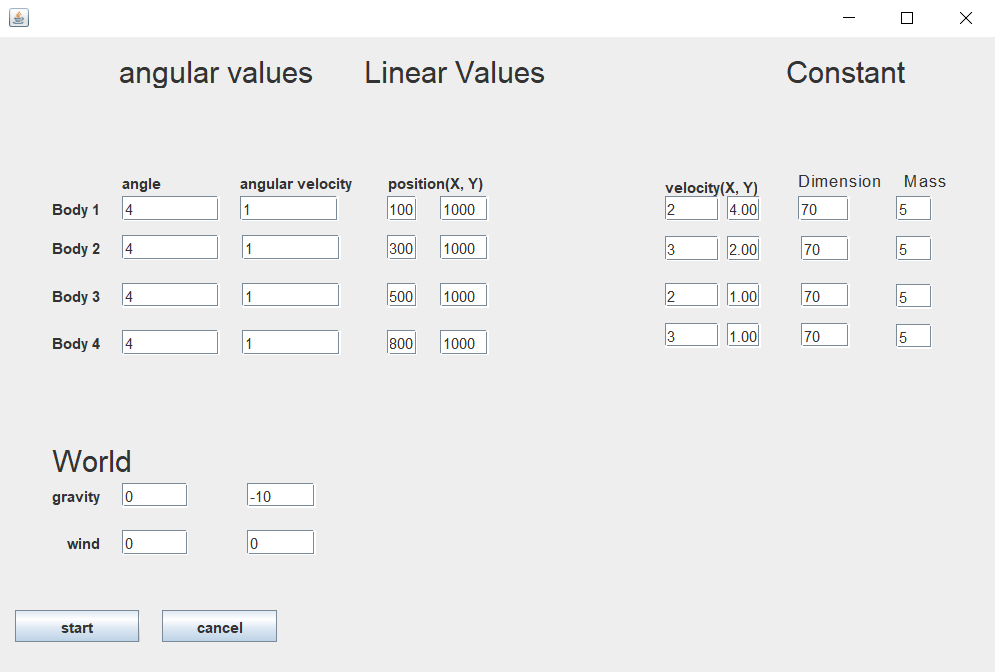 angular values Linear Values Constant
angle angular velocity position(X, Y) velocity(X, Y) Dimension Mass
Body 1 4 1 100 1000 2 4.00 70 5
Body 2 4 1 300 1000 3 2.00 70 5
Body 3 4 1 500 1000 2 1.00 70 5
Body 4 4 1 800 1000 3 1.00 70 5
World
gravity 0 -10
wind 0 0
start cancel